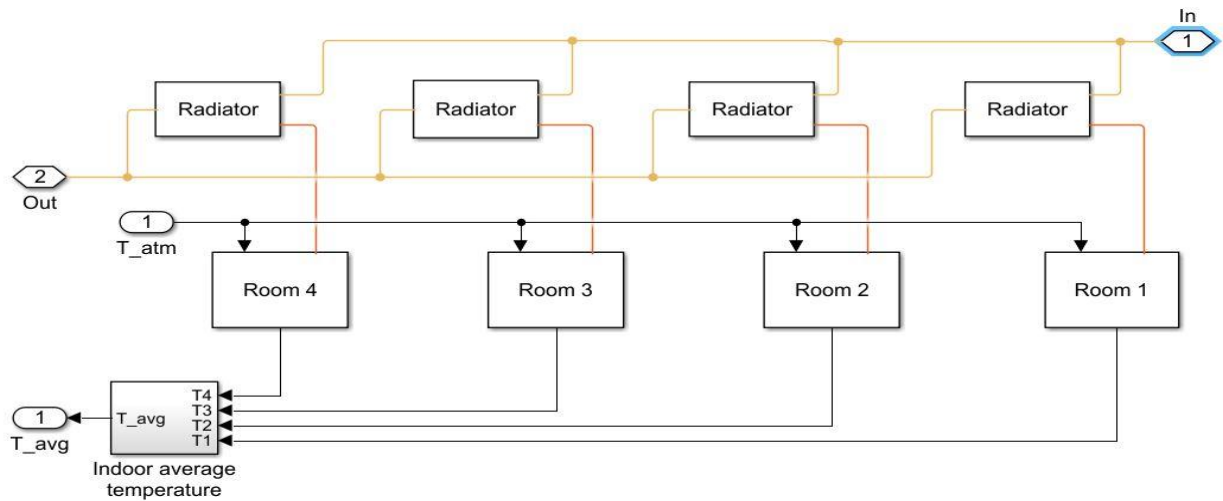 In
1
Radiator
Radiator
Radiator
Radiator
2
Out
1
T_atm
Room 4
Room 3
Room 2
Room 1
T4
T3
T_avg
T2
T1
1
T_avg
Indoor average
temperature